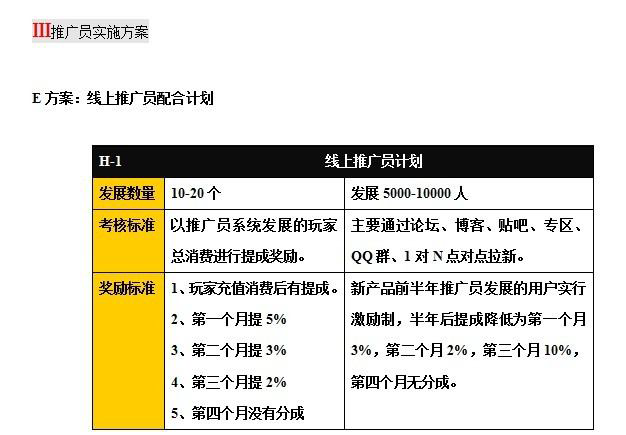 III推广员实施方案
E 方案：线上推广员配合计划
H-1 线上推广员计划
发展数量 10-20 个 发展 5000-10000 人
考核标准 以推广员系统发展的玩家 主要通过论坛、博客、贴吧、专区、
总消费进行提成奖励。 QQ 群、1 对 N 点对点拉新。
奖励标准 1、玩家充值消费后有提成。 新产品前半年推广员发展的用户实行
2、第一个月提 5% 激励制，半年后提成降低为第一个月
3、第二个月提 3% 3%，第二个月 2%，第三个月 10%，
4、第三个月提 2% 第四个月无分成。
5、第四个月没有分成